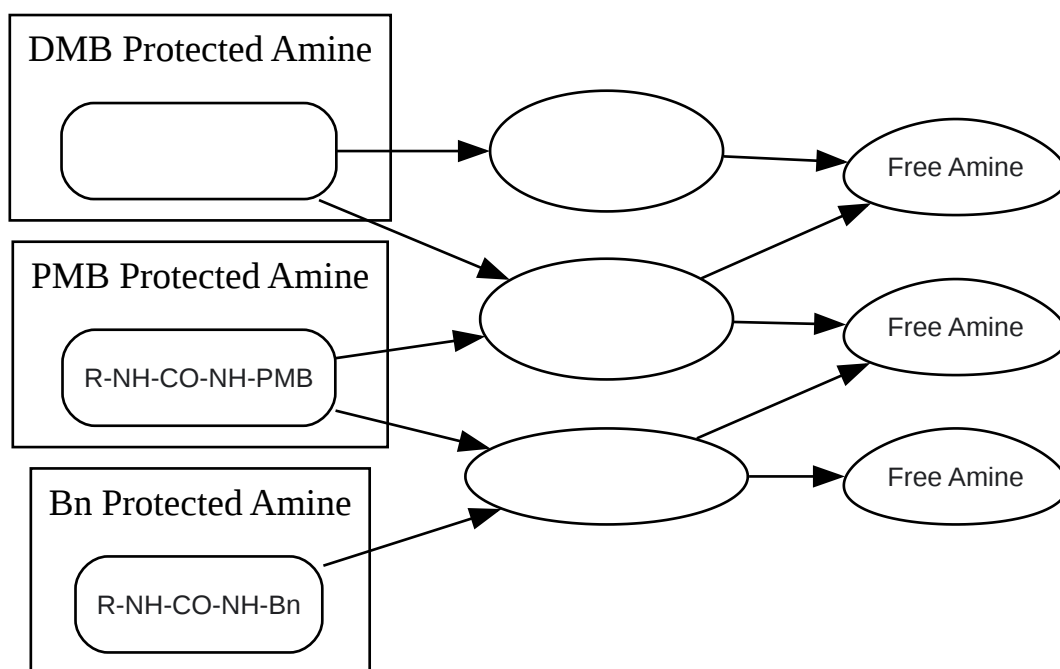 DMB Protected Amine
Free Amine
PMB Protected Amine
R-NH-CO-NH-PMB
Free Amine
Bn Protected Amine
R-NH-CO-NH-Bn
Free Amine